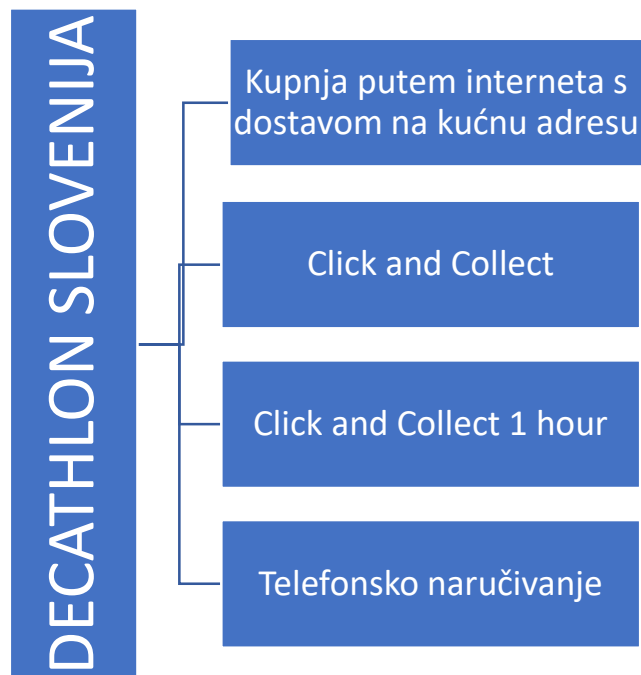 DECATHLON SLOVENIJA
Kupnja putem interneta s
dostavom na kućnu adresu
Click and Collect
Click and Collect 1 hour
Telefonsko naručivanje